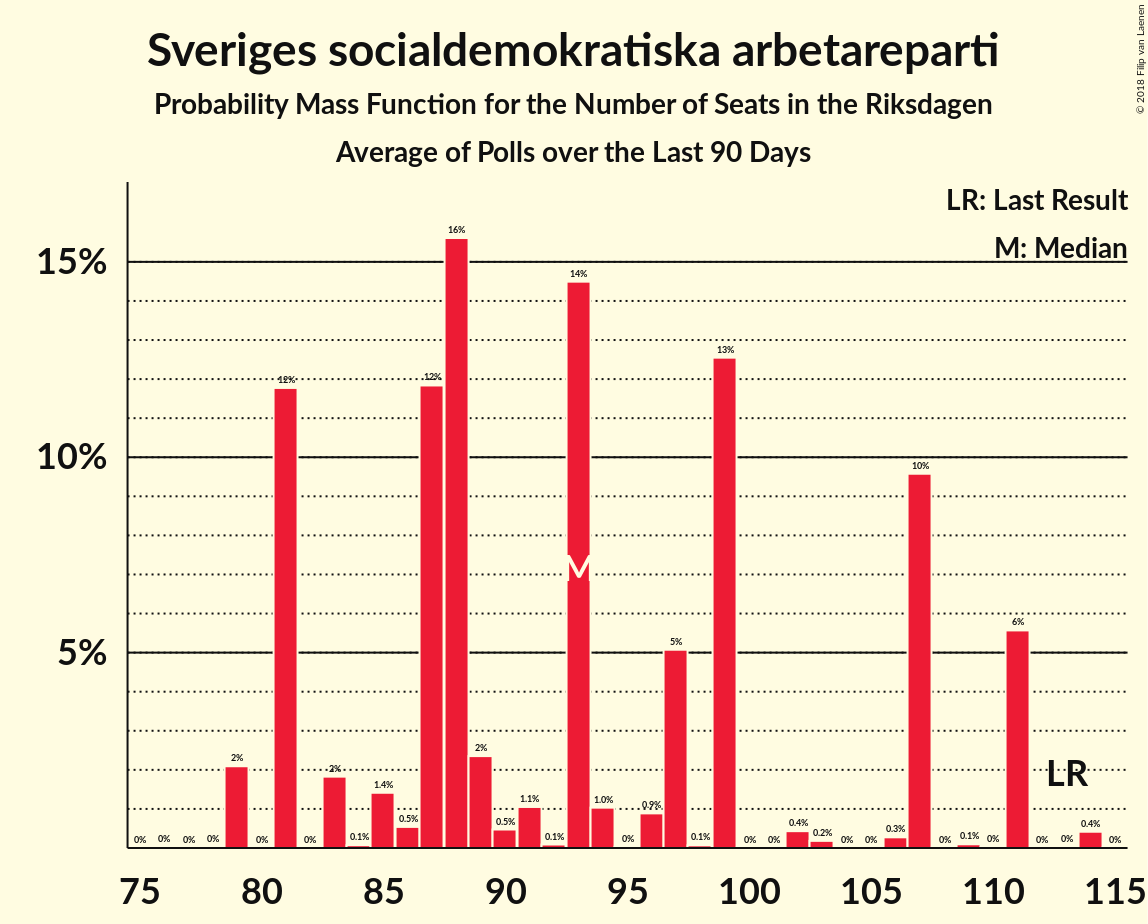 Sveriges socialdemokratiska arbetareparti
Probability Mass Function for the Number of Seats in the Riksdagen
Average of Polls over the Last 90 Days
© 2018 Filip van Laenen
LR: Last Result
M: Median
15%
10%
5%
0% 0% 0% 0% 2% 0% 12% 0% 2% 0.1% 1.4% 0.5% 12% 16% 2% 0.5% 1.1% 0.1% 14% 1.0% 0% 0.9% 5% 0.1% 13% 0% 0% 0.4% 0.2% 0% 0% 0.3% 10% 0% 0.1% 0% 6% 0% 0% 0.4% 0%
M
LR
75 80 85 90 95 100 105 110 115